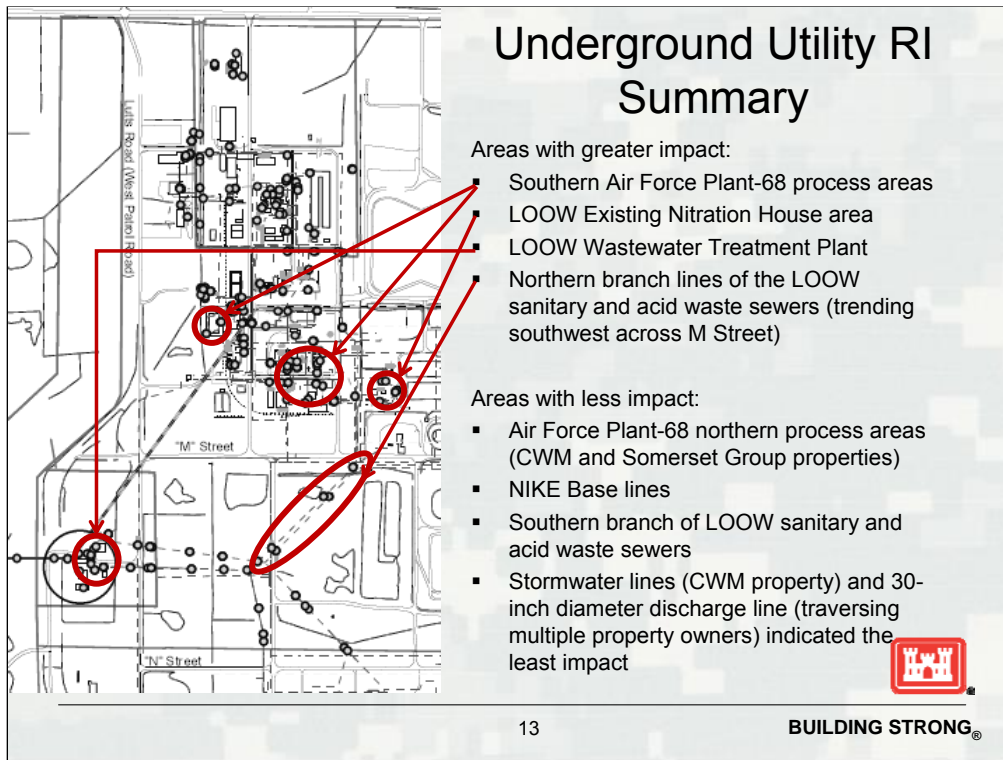 Underground Utility RI
Summary
Areas with greater impact:
▪ Southern Air Force Plant-68 process areas
▪ LOOW Existing Nitration House area
▪ LOOW Wastewater Treatment Plant
▪ Northern branch lines of the LOOW
sanitary and acid waste sewers (trending
southwest across M Street)
Areas with less impact:
▪ Air Force Plant-68 northern process areas
(CWM and Somerset Group properties)
▪ NIKE Base lines
▪ Southern branch of LOOW sanitary and
acid waste sewers
▪ Stormwater lines (CWM property) and 30-
inch diameter discharge line (traversing
multiple property owners) indicated the
least impact
Lutts Road (West Patrol Road)
"M" Street
"N" Street
13
BUILDING STRONG®